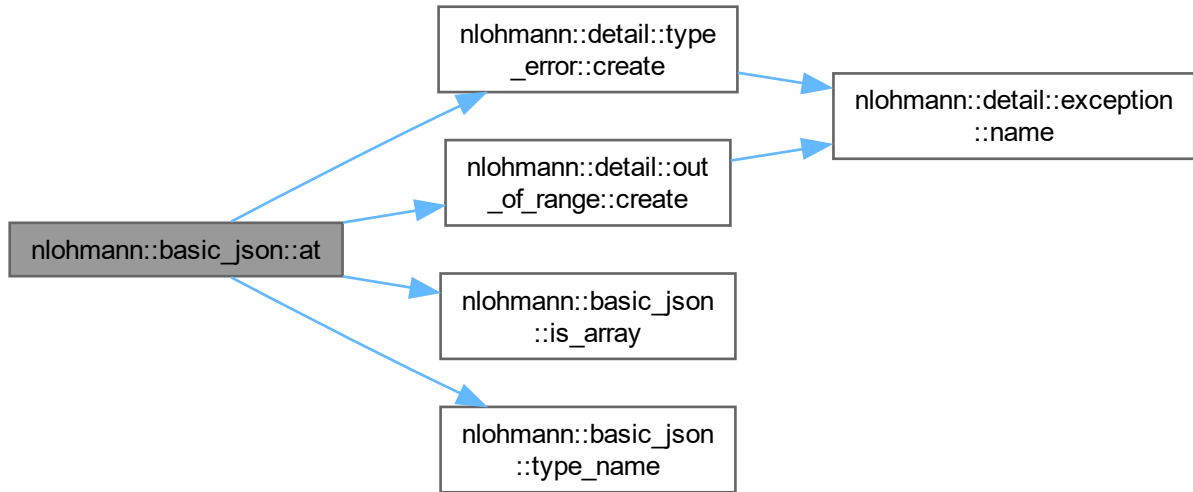 nlohmann::detail::type
_error::create
nlohmann::detail::exception
::name
nlohmann::detail::out
_of_range::create
nlohmann::basic_json::at
nlohmann::basic_json
::is_array
nlohmann::basic_json
::type_name